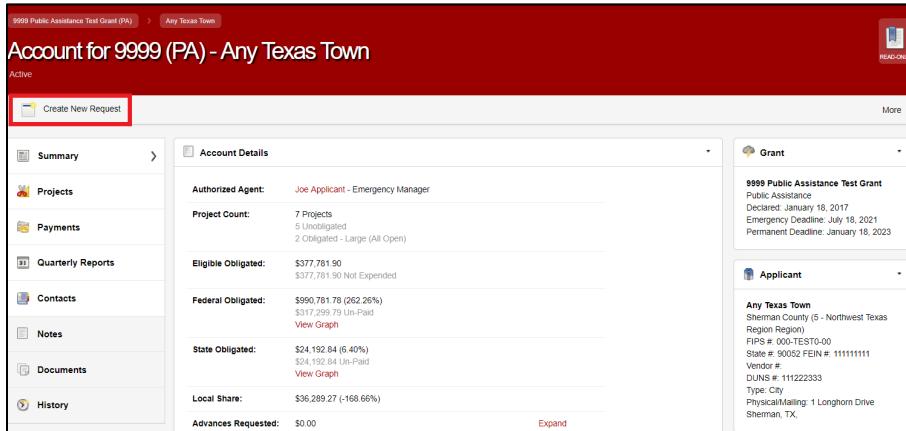 9999 Public Assistance Test Grant (PA) > Any Texas Town
Account for 9999 (PA) - Any Texas Town
Active
READ-ONL
Create New Request
More
Summary
Projects
Payments
Quarterly Reports
Contacts
Notes
Documents
History
Account Details
Authorized Agent: Joe Applicant - Emergency Manager
Project Count: 7 Projects
5 Unobligated
2 Obligated - Large (All Open)
Eligible Obligated: $377,781.90
$377,781.90 Not Expended
Federal Obligated: $990,781.78 (262.26%)
$317,299.79 Un-Paid
View Graph
State Obligated: $24,192.84 (6.40%)
$24,192.84 Un-Paid
View Graph
Local Share: $36,289.27 (-168.66%)
Advances Requested: $0.00 Expand
Grant
9999 Public Assistance Test Grant
Public Assistance
Declared: January 18, 2017
Emergency Deadline: July 18, 2021
Permanent Deadline: January 18, 2023
Applicant
Any Texas Town
Sherman County (5 - Northwest Texas
Region Region)
FIPS #: 000-TEST0-00
State #: 90052 FEIN #: 111111111
Vendor #:
DUNS #: 111222333
Type: City
Physical/Mailing: 1 Longhorn Drive
Sherman, TX,